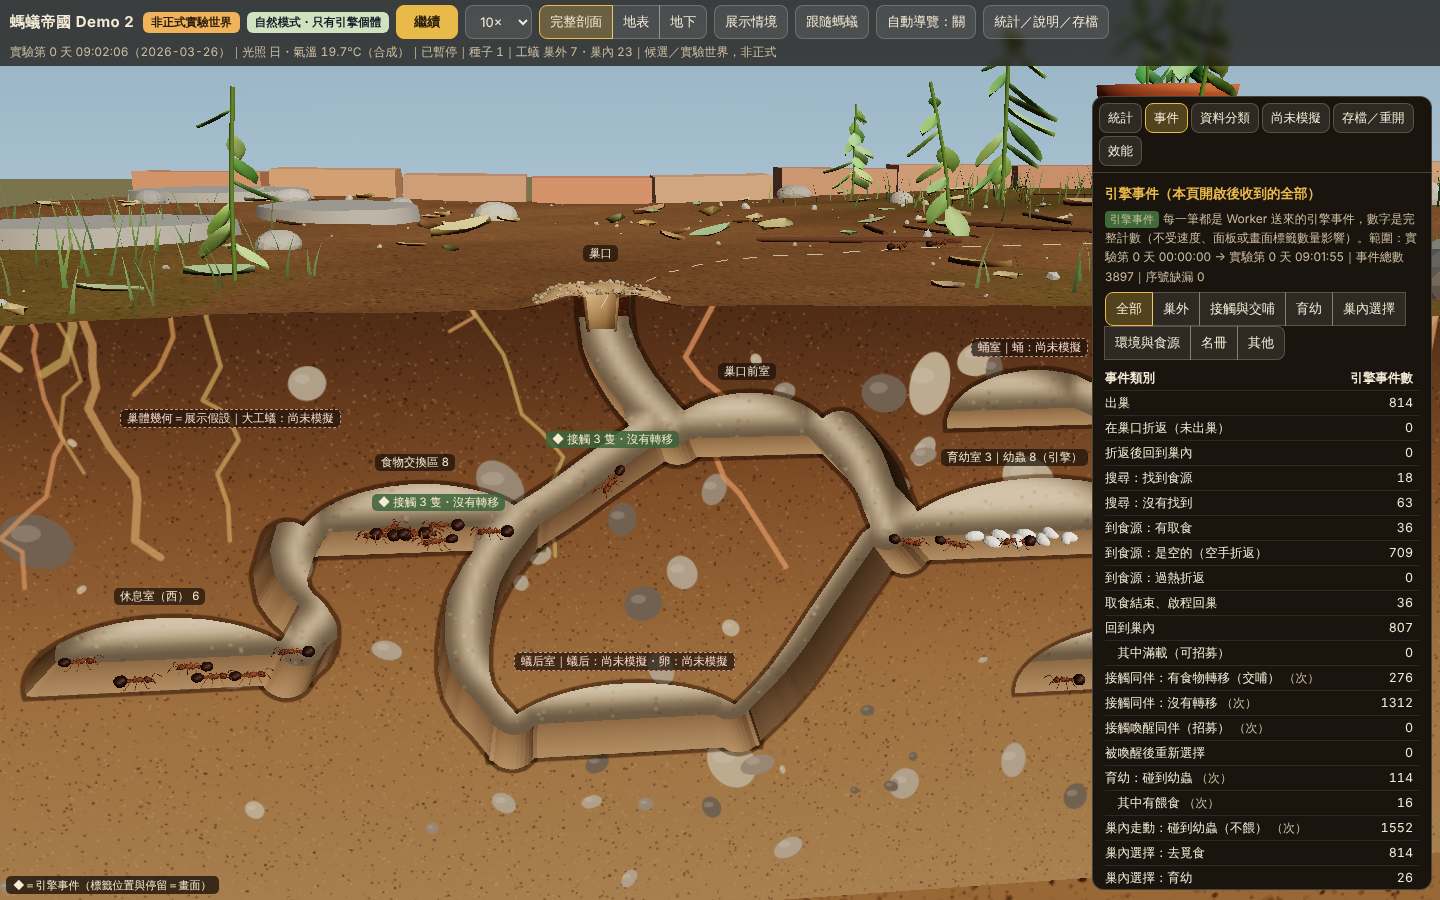 螞蟻帝國 Demo 2
非正式實驗世界
自然模式・只有引擎個體
繼續
10×
完整剖面
地表
地下
展示情境
跟隨螞蟻
自動導覽：關
統計／說明／存檔
實驗第 0 天 09:02:06（2026-03-26）｜光照 日・氣溫 19.7°C（合成）｜已暫停｜種子 1｜工蟻 巢外 7・巢內 23｜候選／實驗世界，非正式
統計
事件
資料分類
尚未模擬
存檔／重開
效能
引擎事件（本頁開啟後收到的全部）
引擎事件 每一筆都是 Worker 送來的引擎事件，數字是完
整計數（不受速度、面板或畫面標籤數量影響）。範圍：實
驗第 0 天 00:00:00 → 實驗第 0 天 09:01:55｜事件總數
3897｜序號缺漏 0
全部
巢外
接觸與交哺
育幼
巢內選擇
環境與食源
名冊
其他
事件類別 引擎事件數
出巢 814
在巢口折返（未出巢） 0
折返後回到巢內 0
搜尋：找到食源 18
搜尋：沒有找到 63
到食源：有取食 36
到食源：是空的（空手折返） 709
到食源：過熱折返 0
取食結束、啟程回巢 36
回到巢內 807
其中滿載（可招募） 0
接觸同伴：有食物轉移（交哺）（次） 276
接觸同伴：沒有轉移（次） 1312
接觸喚醒同伴（招募）（次） 0
被喚醒後重新選擇 0
育幼：碰到幼蟲（次） 114
其中有餵食（次） 16
巢內走動：碰到幼蟲（不餵）（次） 1552
巢內選擇：去覓食 814
巢內選擇：育幼 26
巢口
蛹室｜蛹：尚未模擬
巢口前室
巢體幾何＝展示假設｜大工蟻：尚未模擬
◆ 接觸 3 隻・沒有轉移
食物交換區 8
育幼室 3｜幼蟲 8（引擎）
◆ 接觸 3 隻・沒有轉移
休息室（西） 6
蟻后室｜蟻后：尚未模擬・卵：尚未模擬
◆＝引擎事件（標籤位置與停留＝畫面）